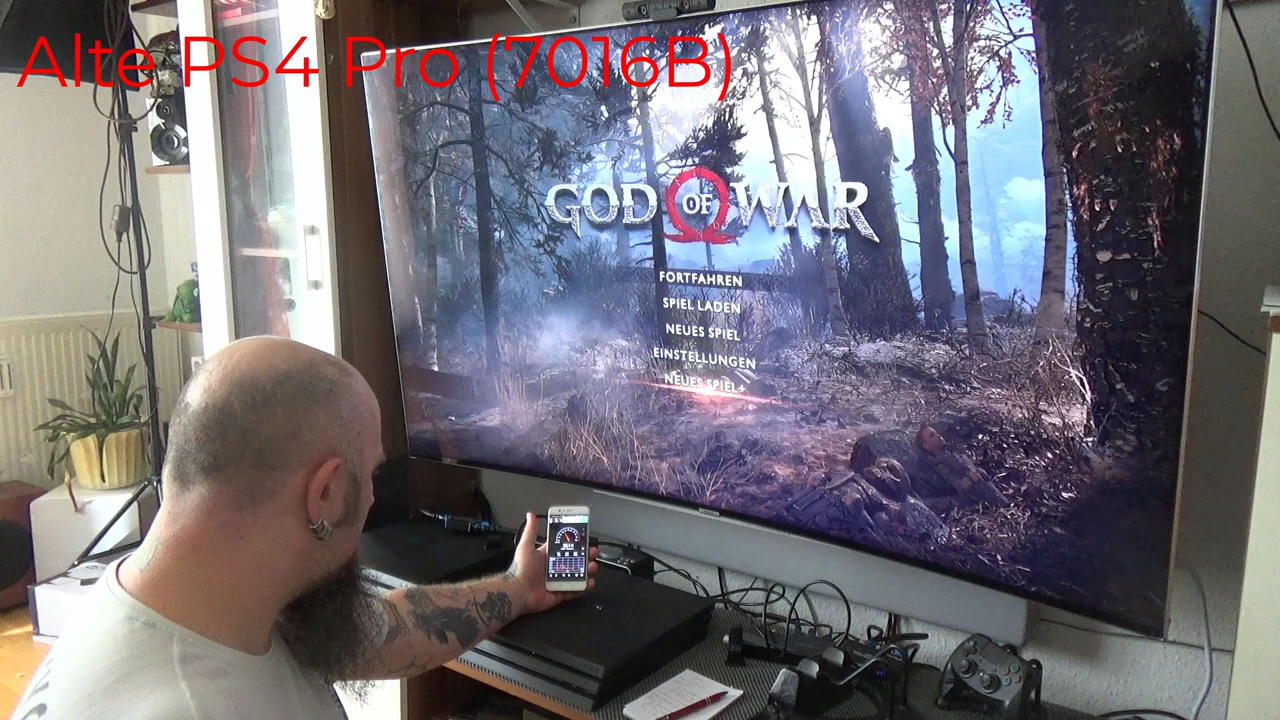 Alte PS4 Pro (7016B)
GOD OF WAR
FORTFAHREN
SPIEL LADEN
NEUES SPIEL
EINSTELLUNGEN
NEUES SPIEL+